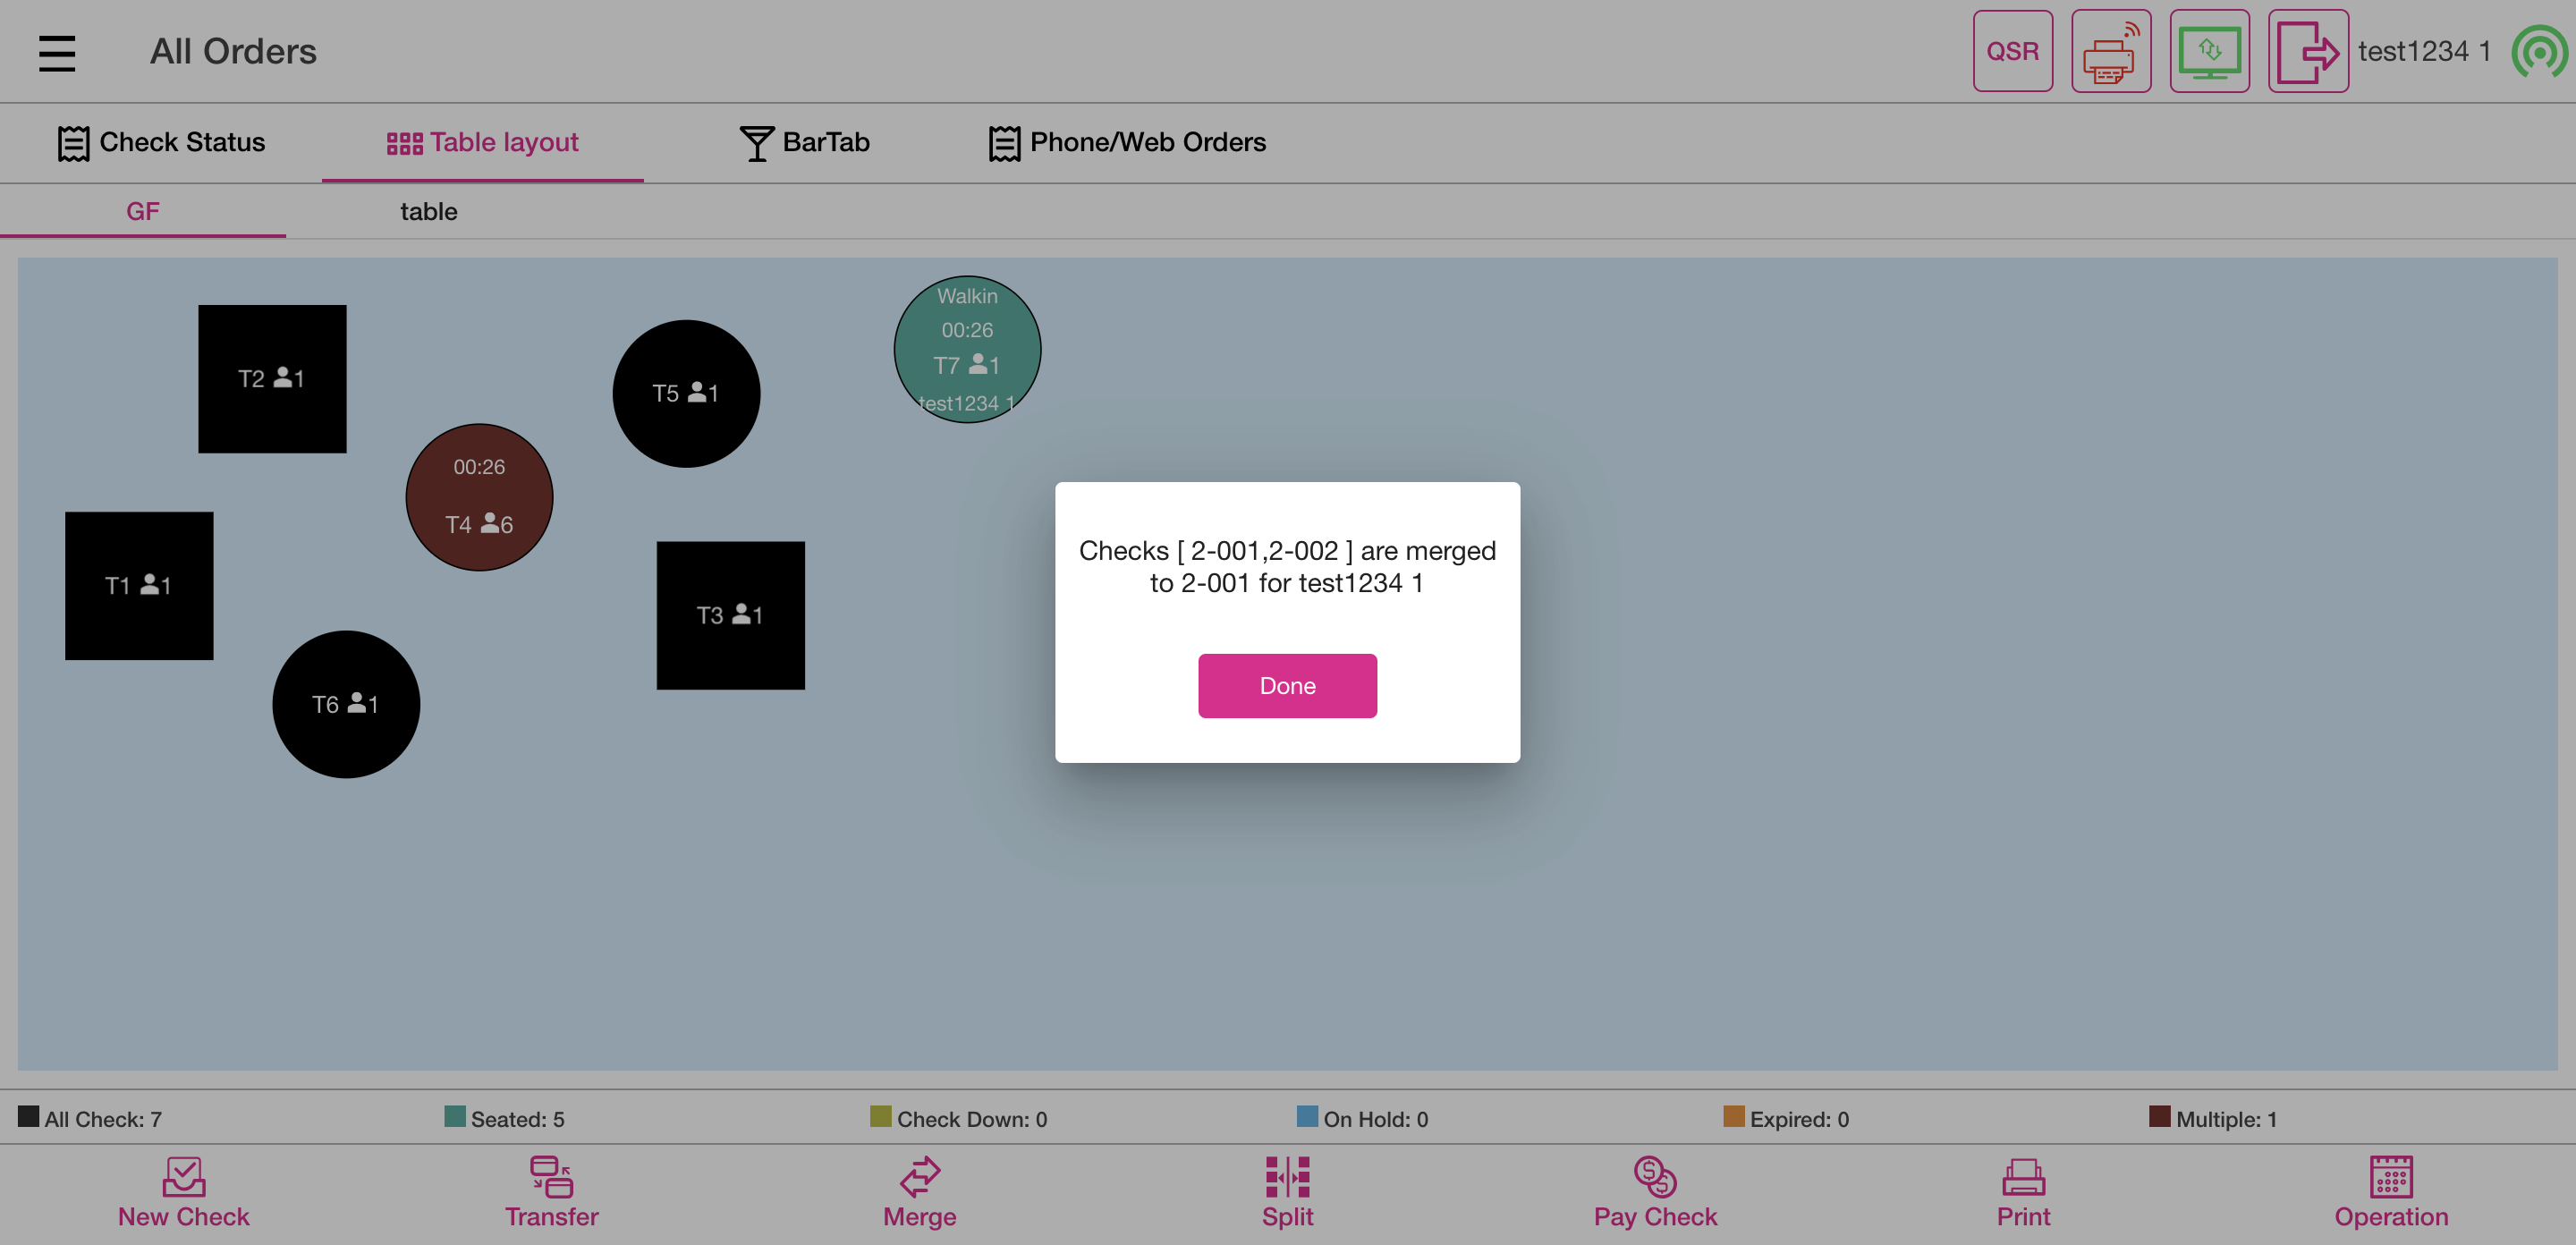 All Orders
QSR
test1234 1
Check Status
Table layout
BarTab
Phone/Web Orders
GF
table
Walkin
00:26
T7 1
test1234 1
T2 1
T5 1
00:26
T4 6
T1 1
T3 1
T6 1
Checks [ 2-001,2-002 ] are merged
to 2-001 for test1234 1
Done
All Check: 7
Seated: 5
Check Down: 0
On Hold: 0
Expired: 0
Multiple: 1
New Check
Transfer
Merge
Split
Pay Check
Print
Operation